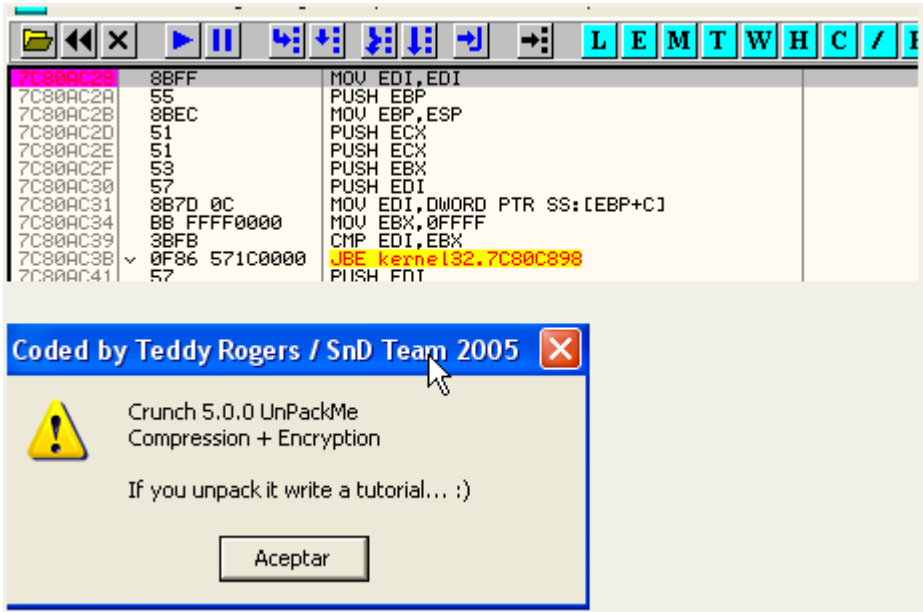 L E M T W H C /
7C80AC28 8BFF MOV EDI,EDI
7C80AC2A 55 PUSH EBP
7C80AC2B 8BEC MOV EBP,ESP
7C80AC2D 51 PUSH ECX
7C80AC2E 51 PUSH ECX
7C80AC2F 53 PUSH EBX
7C80AC30 57 PUSH EDI
7C80AC31 8B7D 0C MOV EDI,DWORD PTR SS:[EBP+C]
7C80AC34 BB FFFF0000 MOV EBX,0FFFF
7C80AC39 3BFB CMP EDI,EBX
7C80AC3B 0F86 571C0000 JBE kernel32.7C80C898
7C80AC41 57 PUSH EDI
Coded by Teddy Rogers / SnD Team 2005
Crunch 5.0.0 UnPackMe
Compression + Encryption
If you unpack it write a tutorial... :)
Aceptar